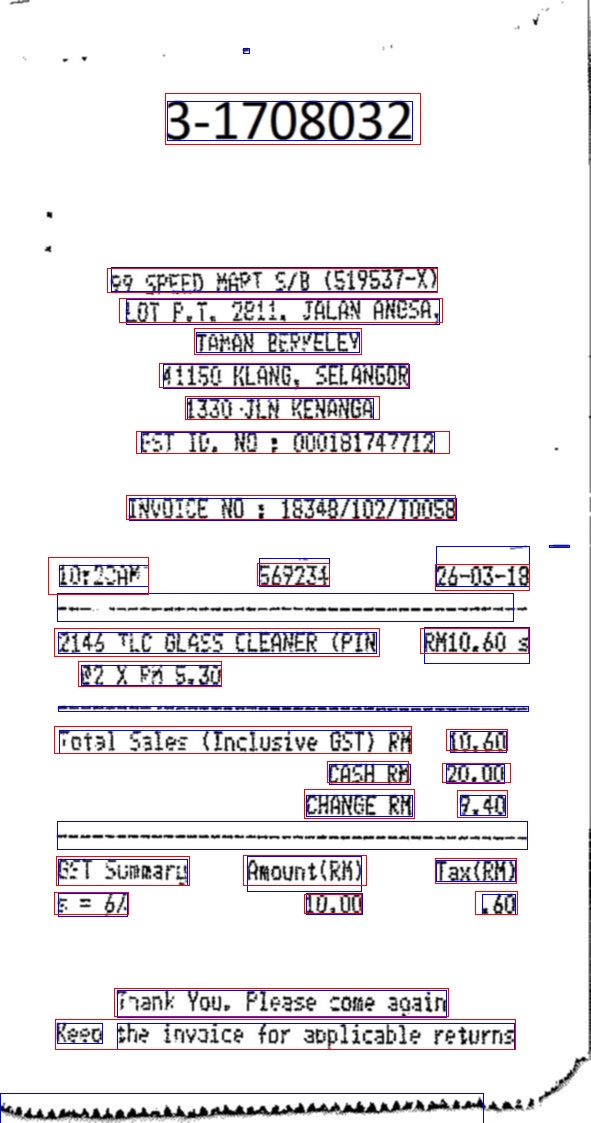 3-1708032
99 SPEED MART S/B (519537-X)
LOT P.T. 2811, JALAN ANGSA,
TAMAN BERKELEY
41150 KLANG, SELANGOR
1330 JLN KENANGA
GST ID. NO : 000181747712
INVOICE NO : 18348/102/T0058
10:20AM 569234 26-03-18
2146 TLC GLASS CLEANER (PIN RM10.60 s
@2 X RM 5.30
Total Sales (Inclusive GST) RM 10.60
CASH RM 20.00
CHANGE RM 9.40
GST Summary Amount(RM) Tax(RM)
s = 6% 10.00 .60
Thank You. Please come again
Keep the invoice for applicable returns